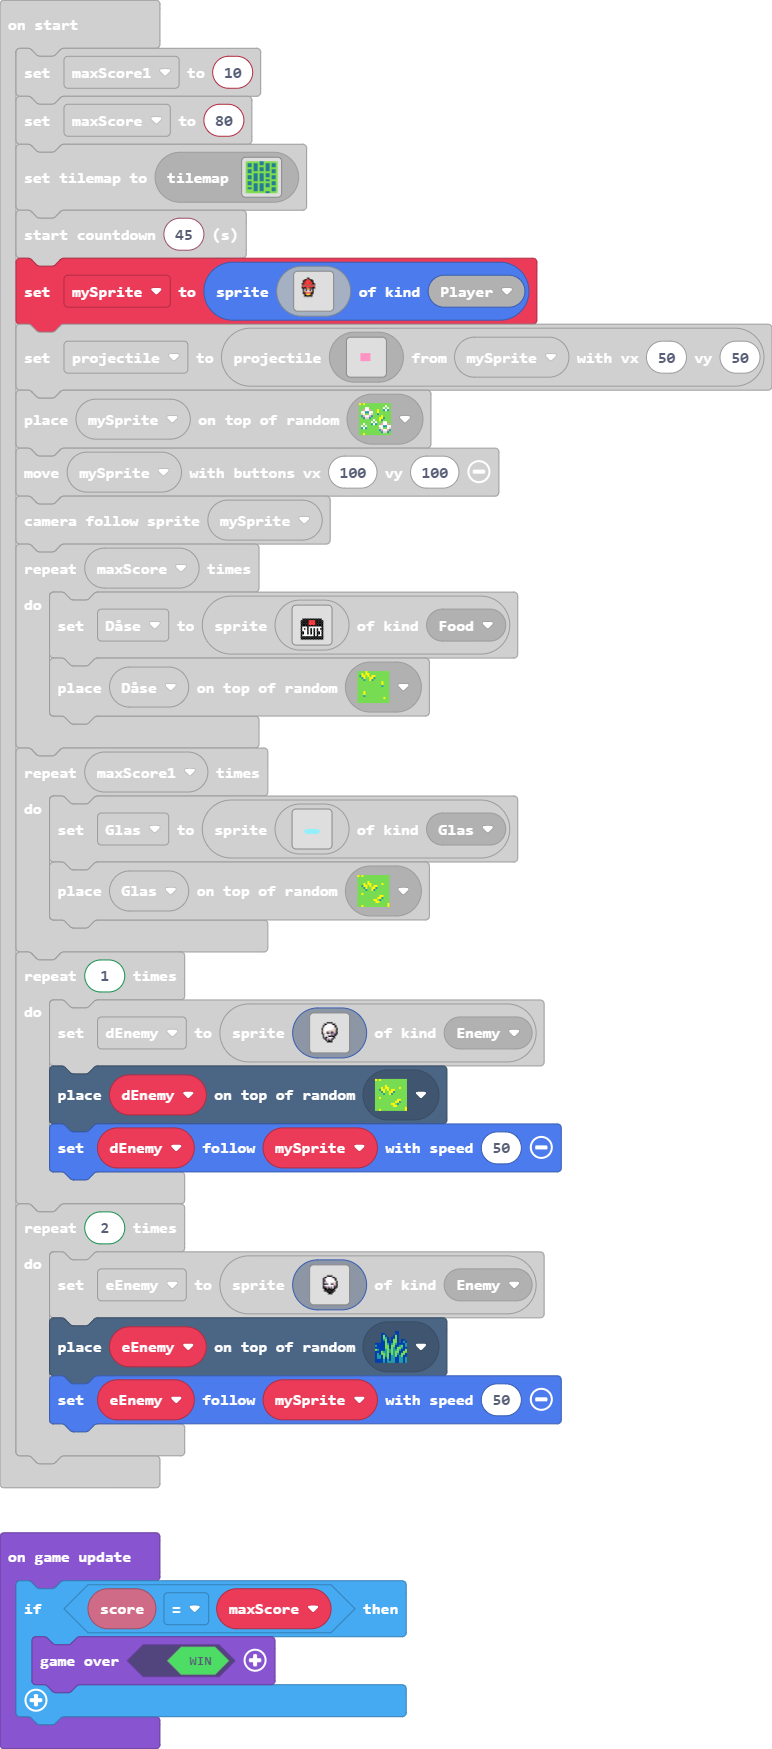 on start
set maxScore1 to 10
set maxScore to 80
set tilemap to tilemap
start countdown 45 (s)
set mySprite to sprite of kind Player
set projectile to projectile from mySprite with vx 50 vy 50
place mySprite on top of random
move mySprite with buttons vx 100 vy 100
camera follow sprite mySprite
repeat maxScore times
do
set Dåse to sprite SLOTS of kind Food
place Dåse on top of random
repeat maxScore1 times
do
set Glas to sprite of kind Glas
place Glas on top of random
repeat 1 times
do
set dEnemy to sprite of kind Enemy
place dEnemy on top of random
set dEnemy follow mySprite with speed 50
repeat 2 times
do
set eEnemy to sprite of kind Enemy
place eEnemy on top of random
set eEnemy follow mySprite with speed 50
on game update
if score = maxScore then
game over WIN